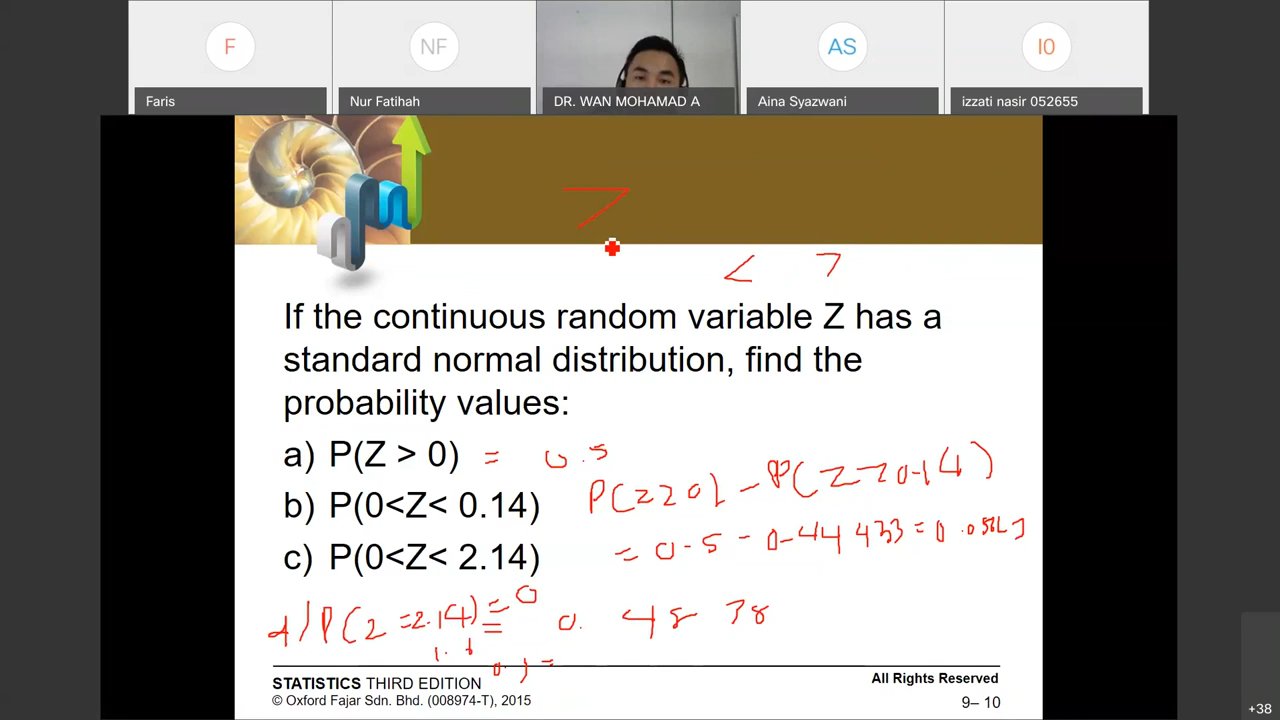 F
NF
AS
I0
Faris
Nur Fatihah
DR. WAN MOHAMAD A
Aina Syazwani
izzati nasir 052655
>
< >
If the continuous random variable Z has a
standard normal distribution, find the
probability values:
a) P(Z > 0) = 0.5
P(Z>0) - P(Z>0.14)
b) P(0<Z< 0.14)
= 0.5 - 0.44433 =
c) P(0<Z< 2.14)
d) P(Z = 2.14) = 0
0. 48 38
STATISTICS THIRD EDITION
All Rights Reserved
© Oxford Fajar Sdn. Bhd. (008974-T), 2015
9– 10
+38